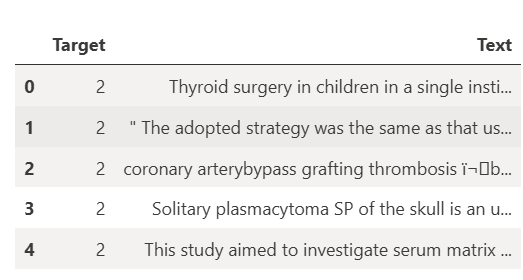 Target Text
0 2 Thyroid surgery in children in a single insti...
1 2 " The adopted strategy was the same as that us...
2 2 coronary arterybypass grafting thrombosis ï¬b...
3 2 Solitary plasmacytoma SP of the skull is an u...
4 2 This study aimed to investigate serum matrix ...